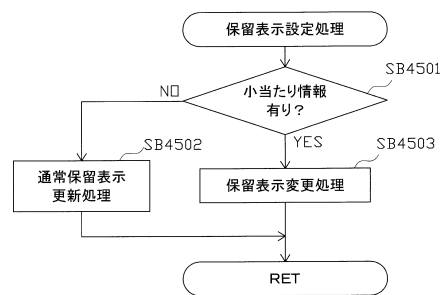 保留表示設定処理
SB4501
小当たり情報
有り？
NO
YES
SB4502
SB4503
通常保留表示
更新処理
保留表示変更処理
RET